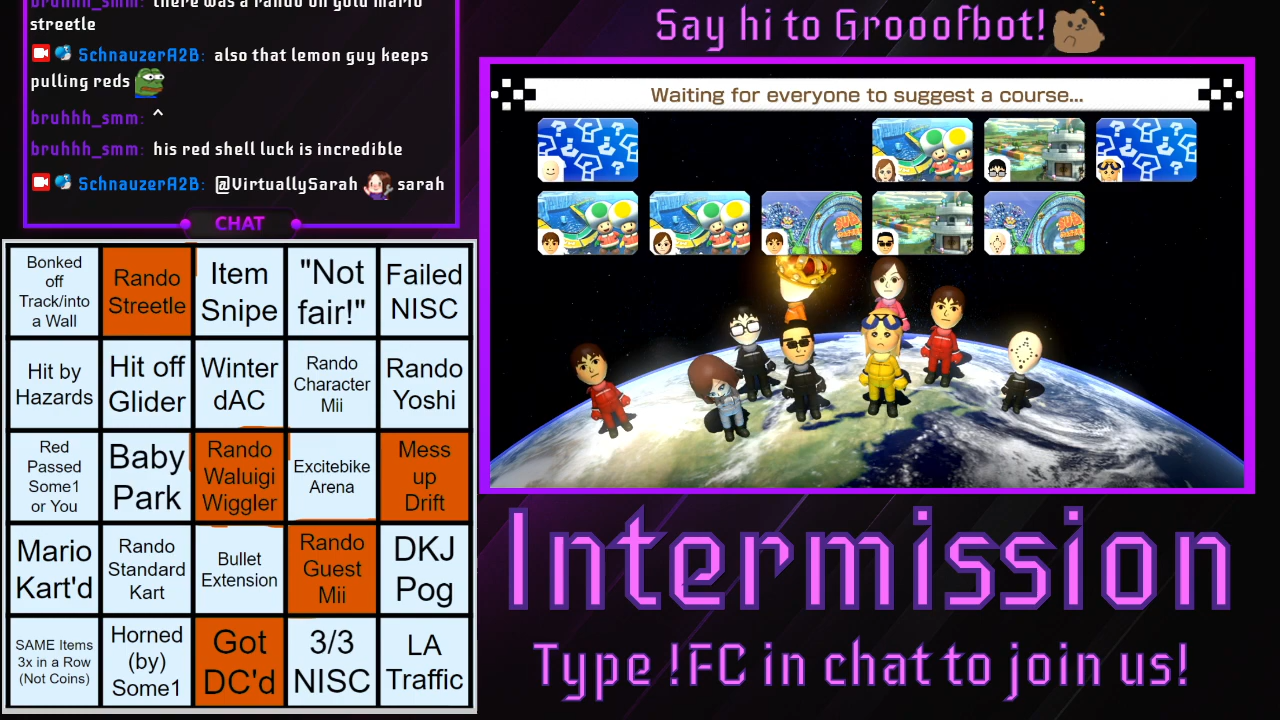 bruhhh_smm: there was a rando on gold mario
streetle
SchnauzerA2B: also that lemon guy keeps
pulling reds
bruhhh_smm: ^
bruhhh_smm: his red shell luck is incredible
SchnauzerA2B: @VirtuallySarah sarah
CHAT
Say hi to Grooofbot!
Waiting for everyone to suggest a course...
Bonked
off
Track/into
a Wall
Rando
Streetle
Item
Snipe
"Not
fair!"
Failed
NISC
Hit by
Hazards
Hit off
Glider
Winter
dAC
Rando
Character
Mii
Rando
Yoshi
Red
Passed
Some1
or You
Baby
Park
Rando
Waluigi
Wiggler
Excitebike
Arena
Mess
up
Drift
Mario
Kart'd
Rando
Standard
Kart
Bullet
Extension
Rando
Guest
Mii
DKJ
Pog
SAME Items
3x in a Row
(Not Coins)
Horned
(by)
Some1
Got
DC'd
3/3
NISC
LA
Traffic
Intermission
Type !FC in chat to join us!